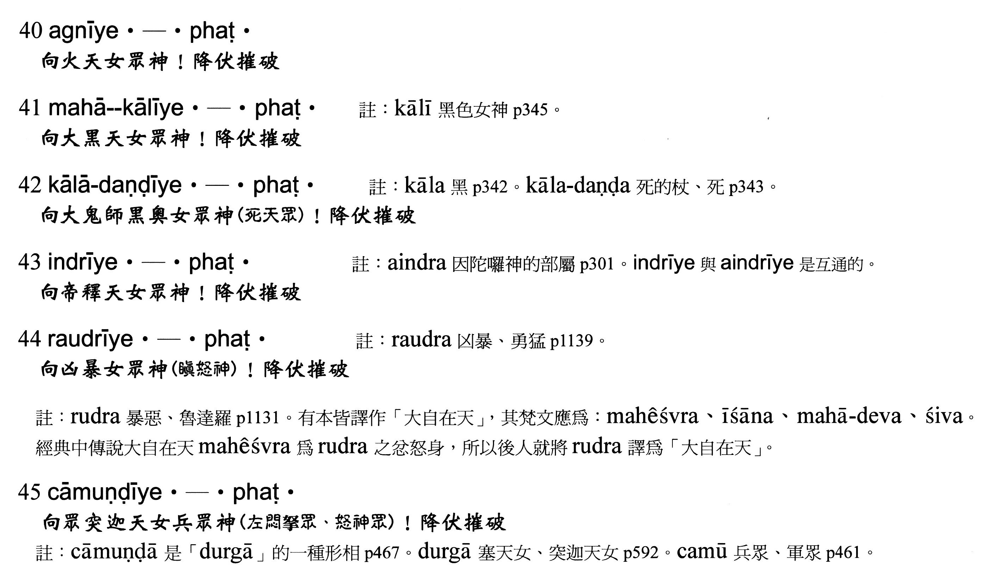 40 agnīye • — • phaṭ •
向火天女眾神！降伏摧破
41 mahā--kālīye • — • phaṭ • 註：kālī 黑色女神 p345。
向大黑天女眾神！降伏摧破
42 kālā-daṇḍīye • — • phaṭ • 註：kāla 黑 p342。kāla-daṇḍa 死的杖、死 p343。
向大鬼師黑奧女眾神(死天眾)！降伏摧破
43 indrīye • — • phaṭ • 註：aindra 因陀囉神的部屬 p301。indrīye 與 aindrīye 是互通的。
向帝釋天女眾神！降伏摧破
44 raudrīye • — • phaṭ • 註：raudra 凶暴、勇猛 p1139。
向凶暴女眾神(瞋怒神)！降伏摧破
註：rudra 暴惡、魯達羅 p1131。有本皆譯作「大自在天」，其梵文應爲：mahêśvra、īśāna、mahā-deva、śiva。
經典中傳說大自在天 mahêśvra 爲 rudra 之忿怒身，所以後人就將 rudra 譯爲「大自在天」。
45 cāmuṇḍīye • — • phaṭ •
向眾突迦天女兵眾神(左悶拏眾、怒神眾)！降伏摧破
註：cāmuṇḍā 是「durgā」的一種形相 p467。durgā 塞天女、突迦天女 p592。camū 兵眾、軍眾 p461。